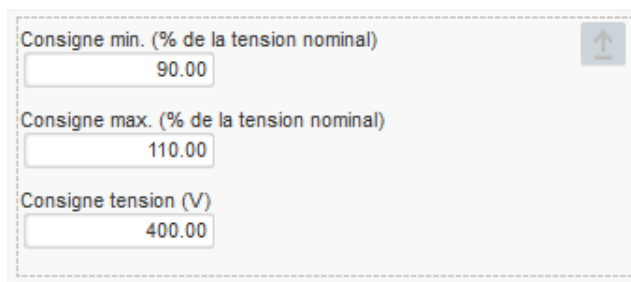 Consigne min. (% de la tension nominal)
90.00
Consigne max. (% de la tension nominal)
110.00
Consigne tension (V)
400.00